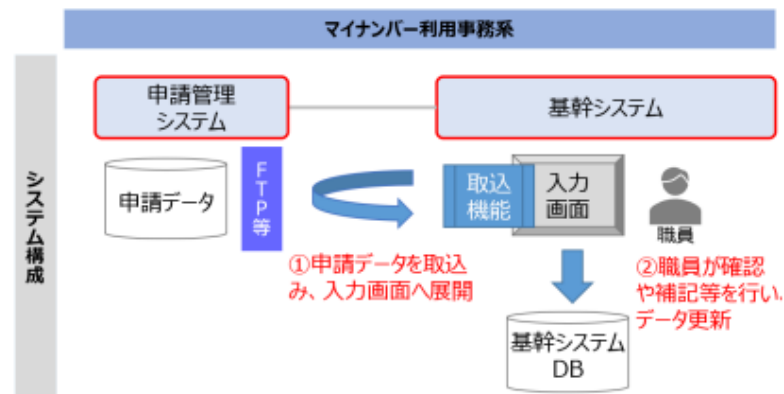 マイナンバー利用事務系
システム構成
申請管理
システム
基幹システム
申請データ
FTP等
取込
機能
入力
画面
職員
①申請データを取込
み、入力画面へ展開
②職員が確認
や補記等を行い、
データ更新
基幹システム
DB